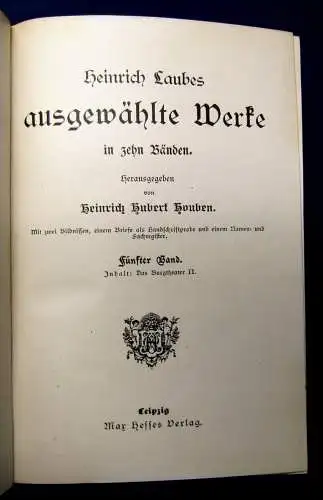 Heinrich Laubes
ausgewählte Werke
in zehn Bänden.
Herausgegeben
von
Heinrich Hubert Houben.
Mit zwei Bildnissen, einem Briefe als Handschriftprobe und einem Namen- und
Sachregister.
Fünfter Band.
Inhalt: Das Burgtheater II.
Leipzig
Max Hesses Verlag.